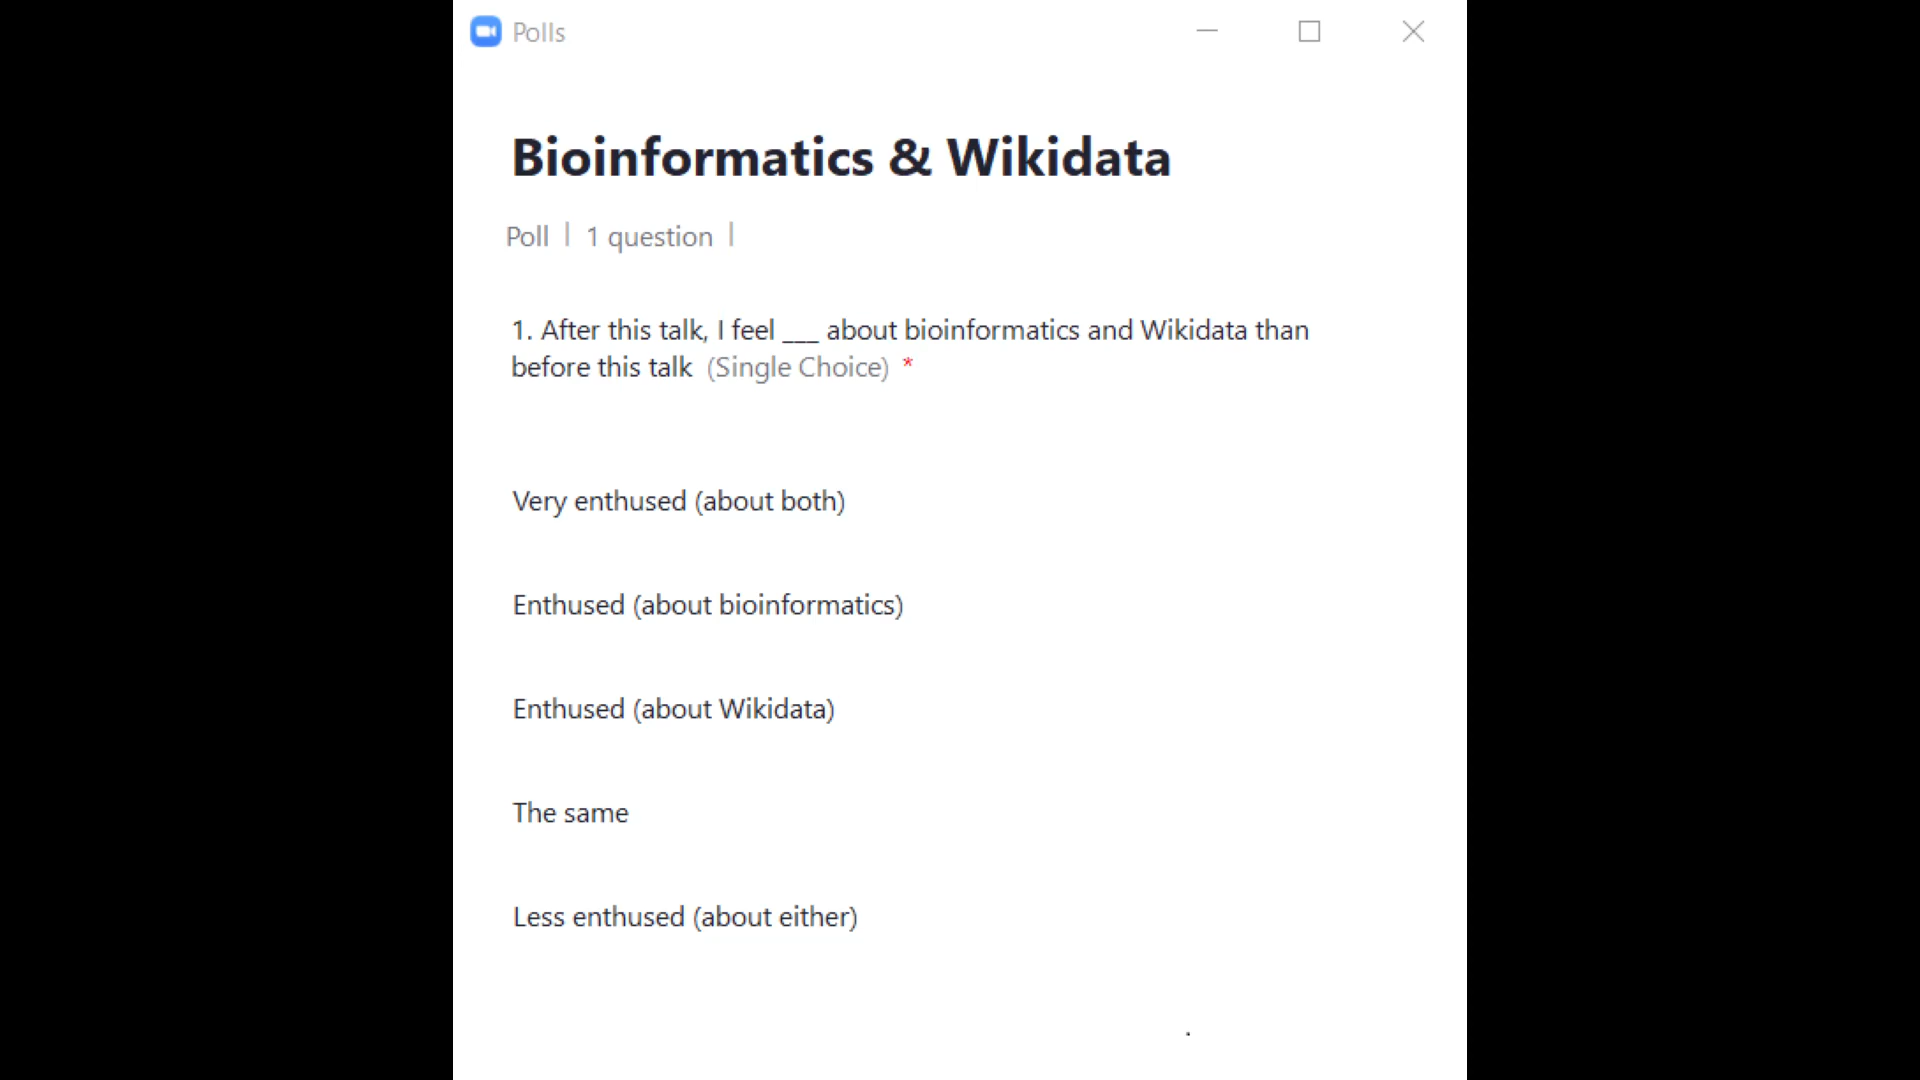 Polls
Bioinformatics & Wikidata
Poll | 1 question |
1. After this talk, I feel ___ about bioinformatics and Wikidata than
before this talk (Single Choice) *
Very enthused (about both)
Enthused (about bioinformatics)
Enthused (about Wikidata)
The same
Less enthused (about either)